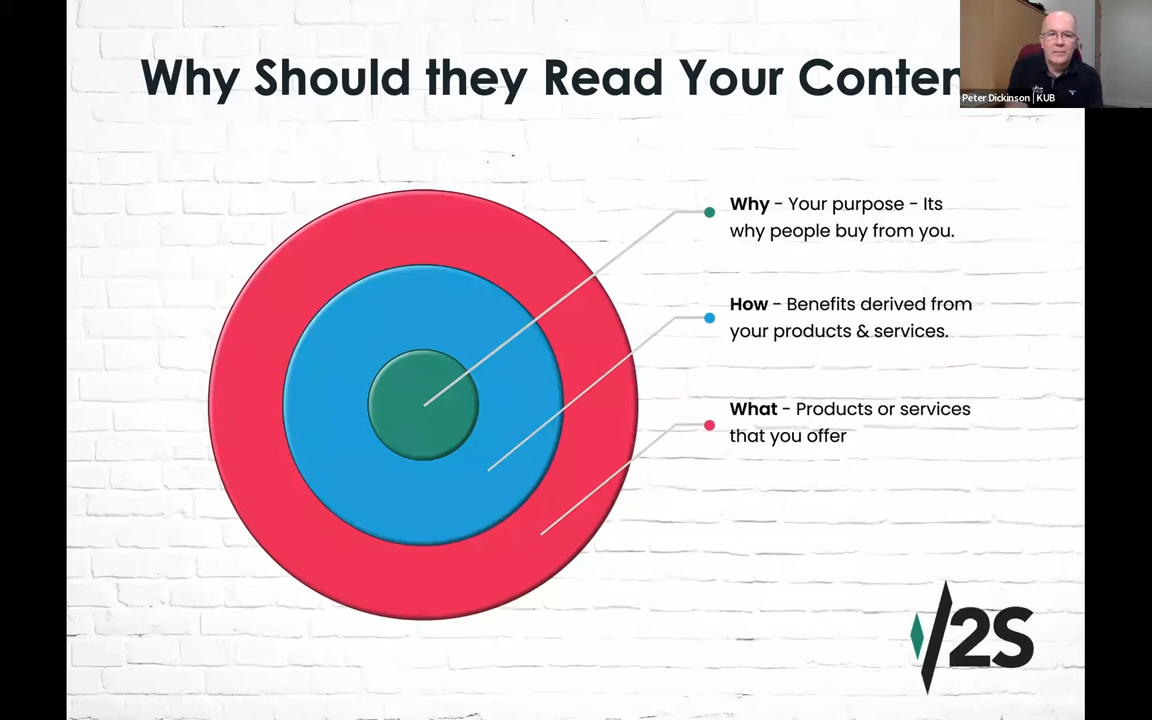 Why Should they Read Your Conten
Peter Dickinson | KUB
Why - Your purpose - Its
why people buy from you.
How - Benefits derived from
your products & services.
What - Products or services
that you offer
/2S